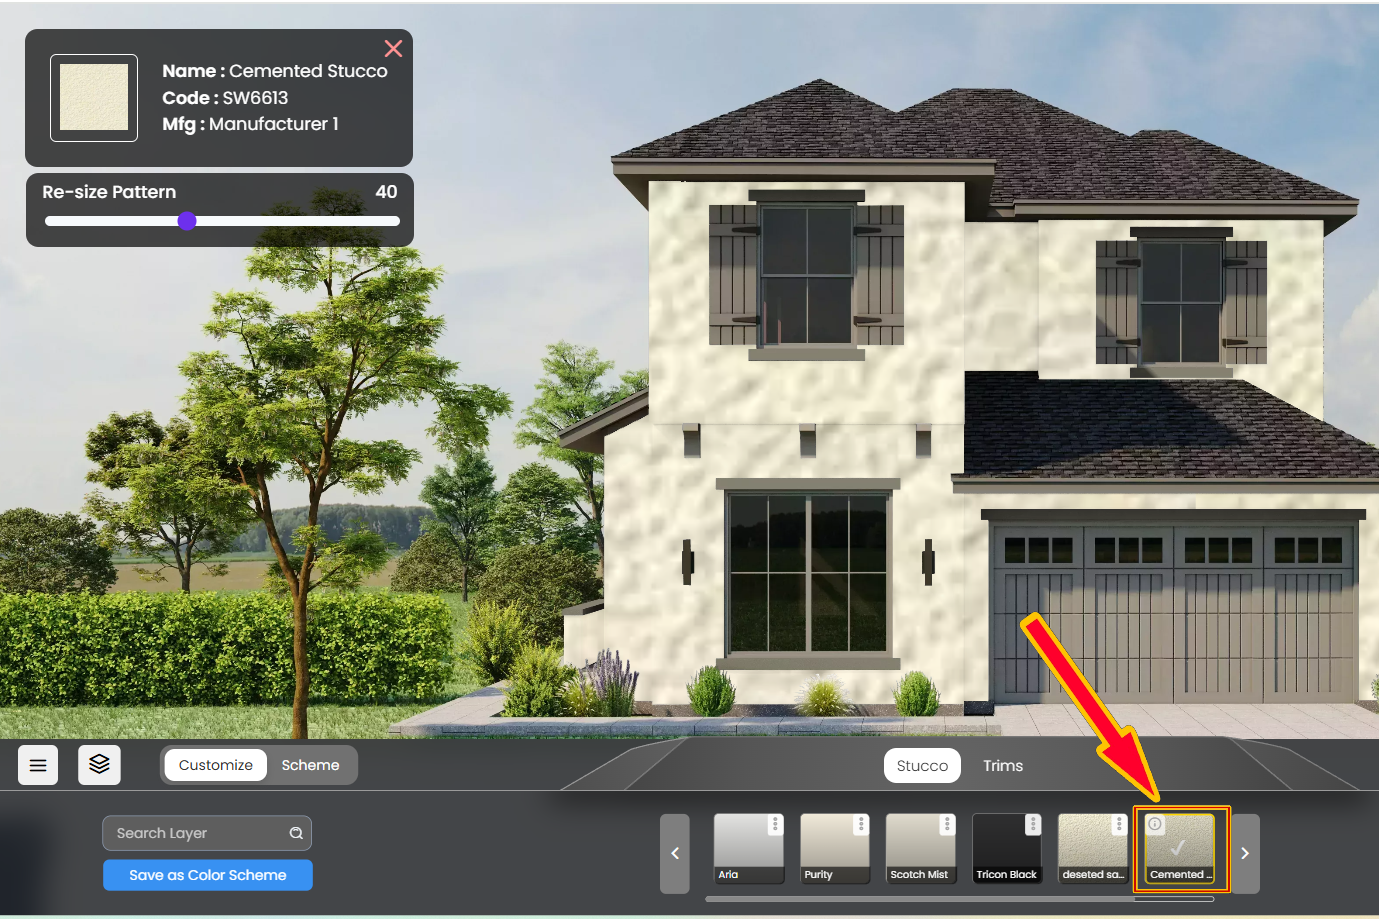 Name : Cemented Stucco
Code : SW6613
Mfg : Manufacturer 1
Re-size Pattern 40
Customize Scheme
Stucco Trims
Search Layer
Save as Color Scheme
Aria
Purity
Scotch Mist
Tricon Black
deseted sa...
Cemented ...